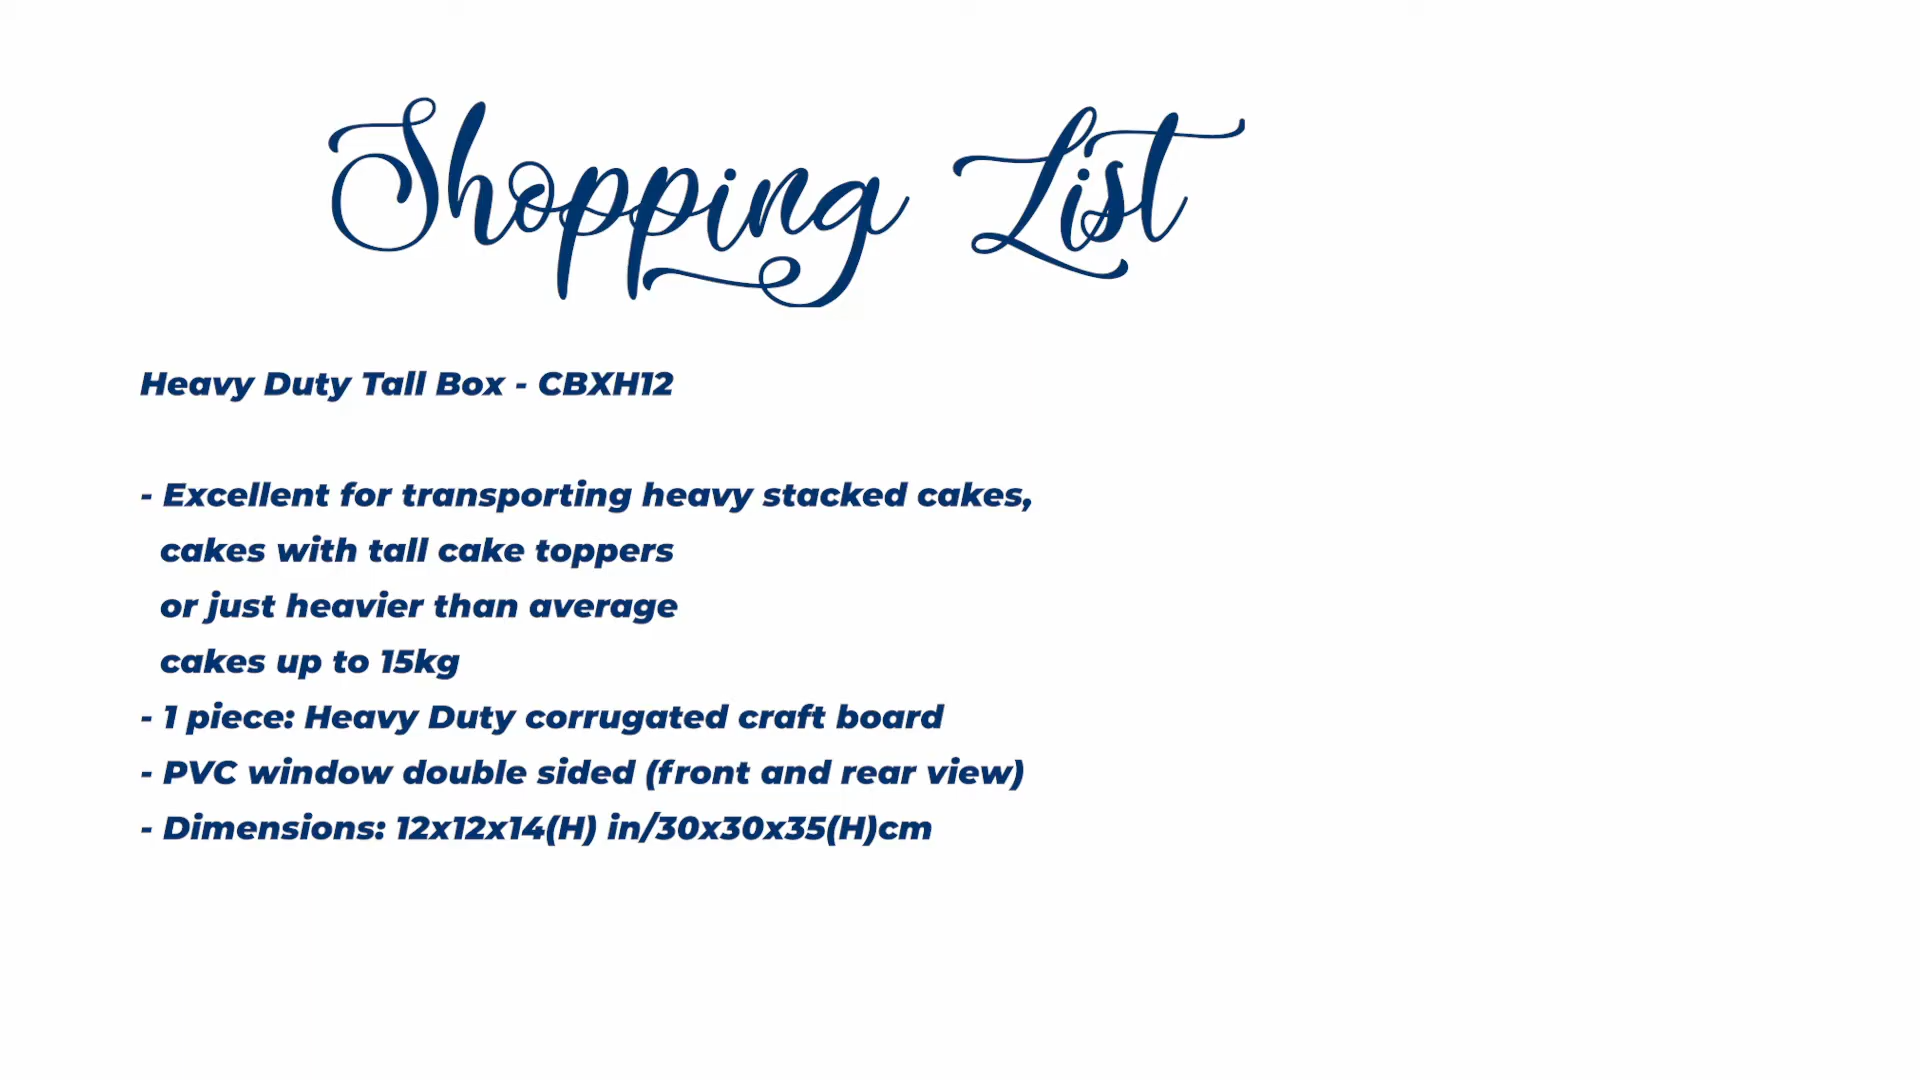 Shopping List
Heavy Duty Tall Box - CBXH12
- Excellent for transporting heavy stacked cakes,
cakes with tall cake toppers
or just heavier than average
cakes up to 15kg
- 1 piece: Heavy Duty corrugated craft board
- PVC window double sided (front and rear view)
- Dimensions: 12x12x14(H) in/30x30x35(H)cm